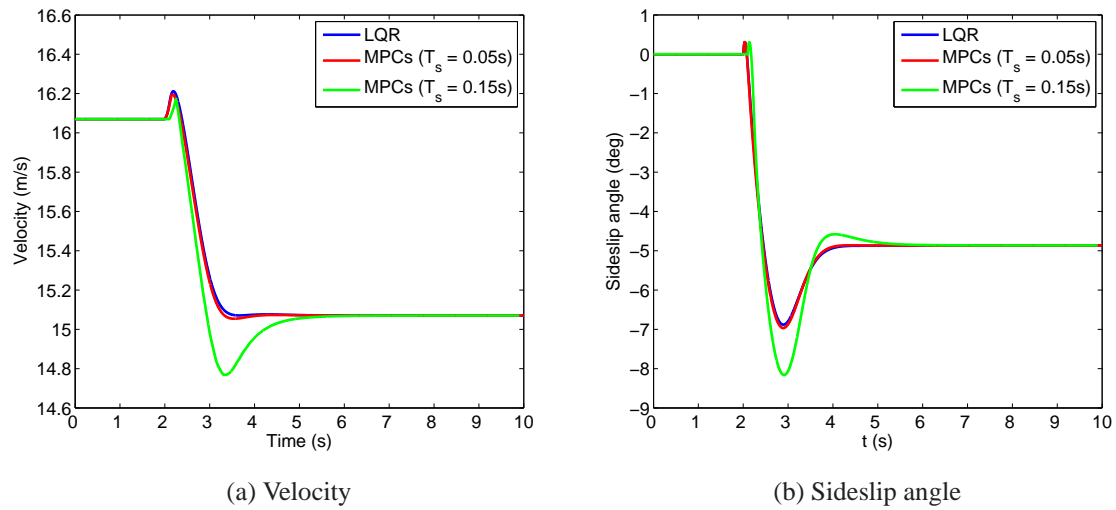 16.6
16.4
16.2
16
15.8
15.6
15.4
15.2
15
14.8
14.6
0 1 2 3 4 5 6 7 8 9 10
Velocity (m/s)
Time (s)
LQR
MPCs (T_s = 0.05s)
MPCs (T_s = 0.15s)
(a) Velocity
1
0
−1
−2
−3
−4
−5
−6
−7
−8
−9
0 1 2 3 4 5 6 7 8 9 10
Sideslip angle (deg)
t (s)
LQR
MPCs (T_s = 0.05s)
MPCs (T_s = 0.15s)
(b) Sideslip angle